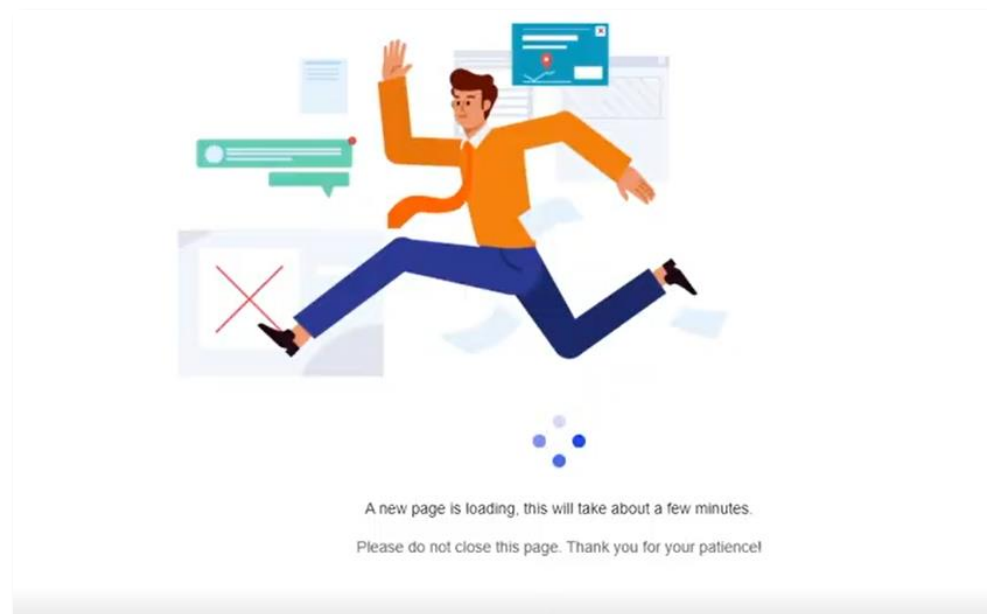 A new page is loading, this will take about a few minutes.
Please do not close this page. Thank you for your patience!